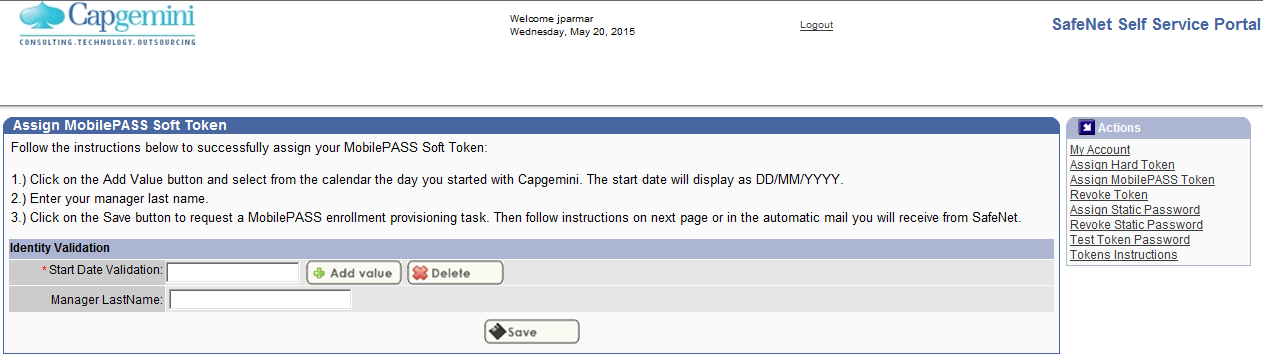 Capgemini
CONSULTING.TECHNOLOGY.OUTSOURCING
Welcome jparmar
Wednesday, May 20, 2015
Logout
SafeNet Self Service Portal
Assign MobilePASS Soft Token
Follow the instructions below to successfully assign your MobilePASS Soft Token:
1.) Click on the Add Value button and select from the calendar the day you started with Capgemini. The start date will display as DD/MM/YYYY.
2.) Enter your manager last name.
3.) Click on the Save button to request a MobilePASS enrollment provisioning task. Then follow instructions on next page or in the automatic mail you will receive from SafeNet.
Identity Validation
* Start Date Validation: Add value Delete
Manager LastName:
Save
Actions
My Account
Assign Hard Token
Assign MobilePASS Token
Revoke Token
Assign Static Password
Revoke Static Password
Test Token Password
Tokens Instructions